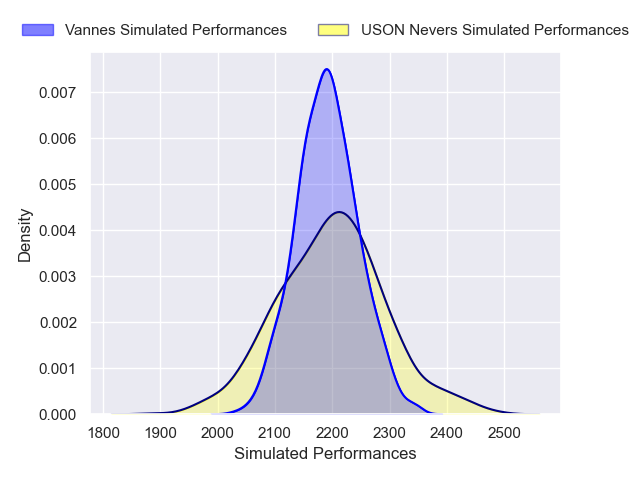 Vannes Simulated Performances USON Nevers Simulated Performances
0.007
0.006
0.005
0.004
0.003
0.002
0.001
0.000
Density
1800 1900 2000 2100 2200 2300 2400 2500
Simulated Performances